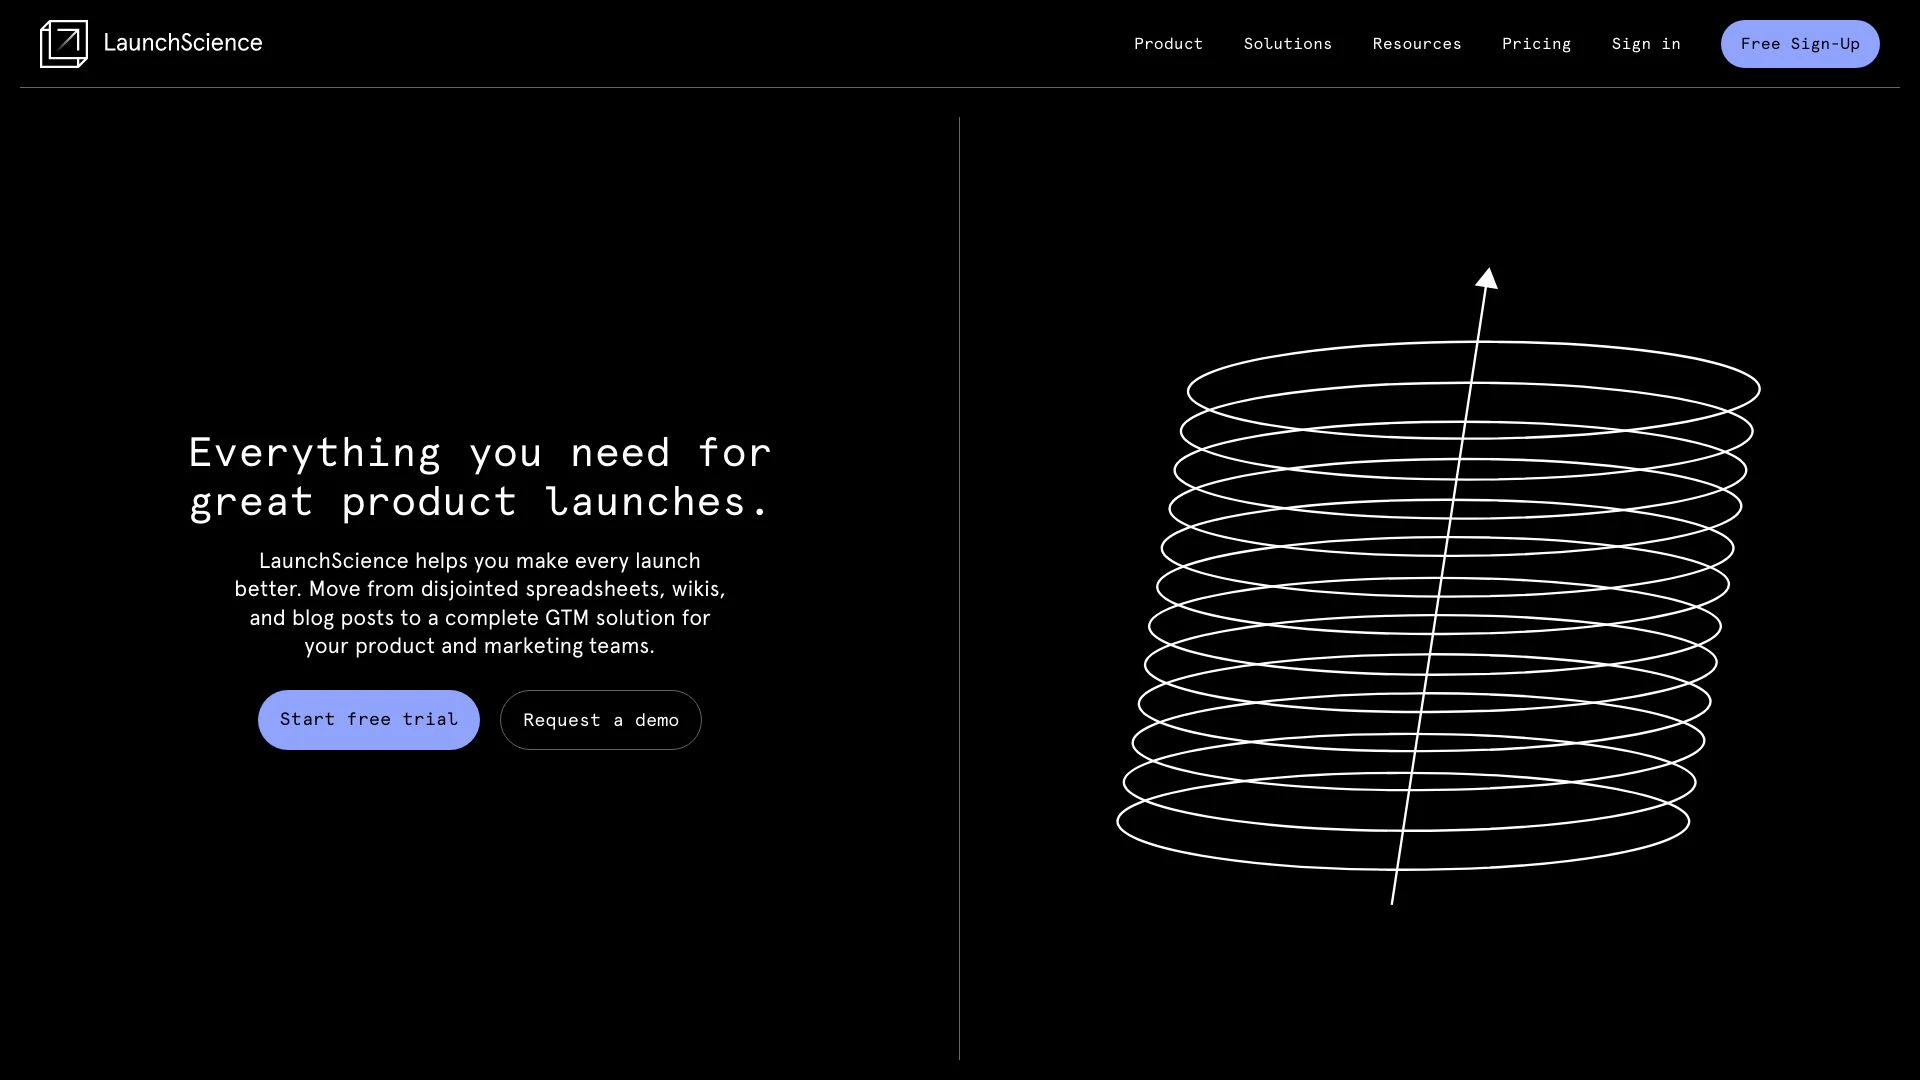 LaunchScience
Product
Solutions
Resources
Pricing
Sign in
Free Sign-Up
Everything you need for
great product launches.
LaunchScience helps you make every launch
better. Move from disjointed spreadsheets, wikis,
and blog posts to a complete GTM solution for
your product and marketing teams.
Start free trial
Request a demo